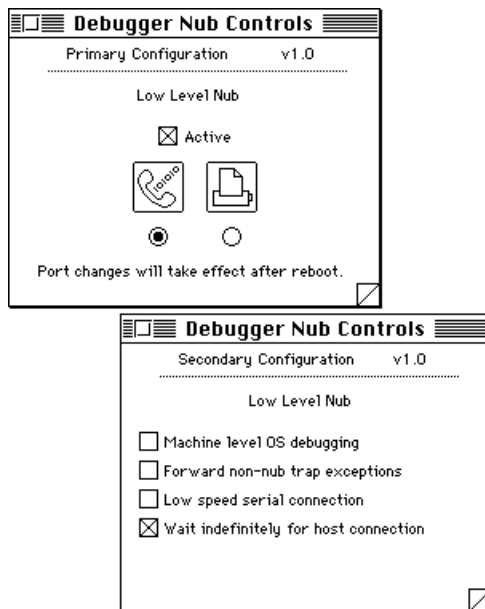 Debugger Nub Controls
Primary Configuration v1.0
Low Level Nub
Active
Port changes will take effect after reboot.
Debugger Nub Controls
Secondary Configuration v1.0
Low Level Nub
Machine level OS debugging
Forward non-nub trap exceptions
Low speed serial connection
Wait indefinitely for host connection